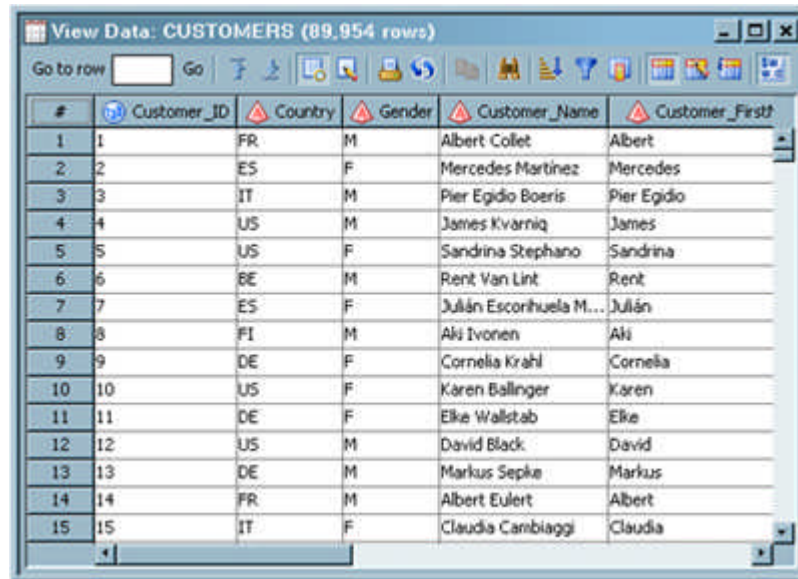 View Data: CUSTOMERS (89,954 rows)
Go to row Go
# Customer_ID Country Gender Customer_Name Customer_First
1 1 FR M Albert Collet Albert
2 2 ES F Mercedes Martínez Mercedes
3 3 IT M Pier Egidio Boeris Pier Egidio
4 4 US M James Kvarniq James
5 5 US F Sandrina Stephano Sandrina
6 6 BE M Rent Van Lint Rent
7 7 ES F Julián Escorihuela M... Julián
8 8 FI M Aki Ivonen Aki
9 9 DE F Cornelia Krahl Cornelia
10 10 US F Karen Ballinger Karen
11 11 DE F Elke Wallstab Elke
12 12 US M David Black David
13 13 DE M Markus Sepke Markus
14 14 FR M Albert Eulert Albert
15 15 IT F Claudia Cambiaggi Claudia